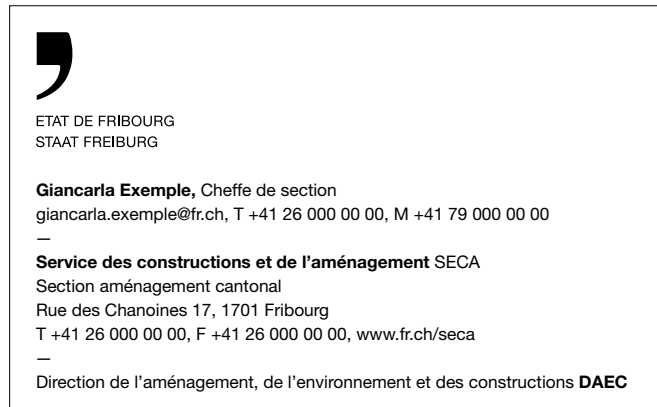 ETAT DE FRIBOURG
STAAT FREIBURG
Giancarla Exemple, Cheffe de section
giancarla.exemple@fr.ch, T +41 26 000 00 00, M +41 79 000 00 00
—
Service des constructions et de l’aménagement SECA
Section aménagement cantonal
Rue des Chanoines 17, 1701 Fribourg
T +41 26 000 00 00, F +41 26 000 00 00, www.fr.ch/seca
—
Direction de l’aménagement, de l’environnement et des constructions DAEC